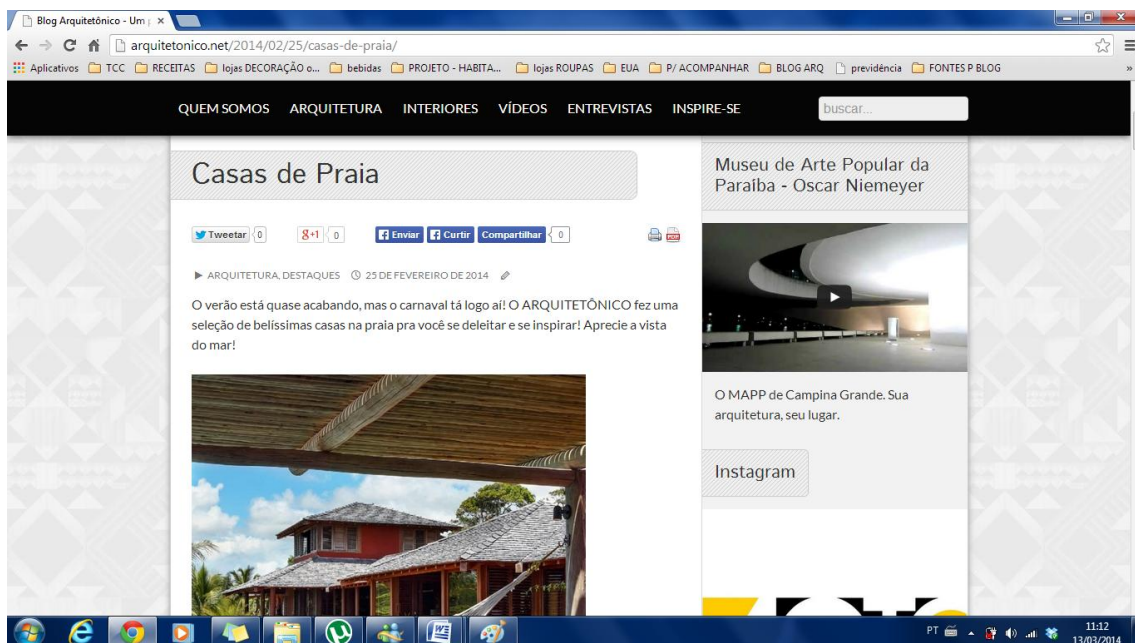 Blog Arquitetônico - Um
arquitetonico.net/2014/02/25/casas-de-praia/
Aplicativos TCC RECEITAS lojas DECORAÇÃO o... bebidas PROJETO - HABITA... lojas ROUPAS EUA P/ ACOMPANHAR BLOG ARQ previdência FONTES P BLOG »
QUEM SOMOS ARQUITETURA INTERIORES VÍDEOS ENTREVISTAS INSPIRE-SE buscar...
Casas de Praia
Tweetar 0 g+1 0 Enviar Curtir Compartilhar 0
PDF
ARQUITETURA, DESTAQUES 25 DE FEVEREIRO DE 2014
O verão está quase acabando, mas o carnaval tá logo aí! O ARQUITETÔNICO fez uma
seleção de belíssimas casas na praia pra você se deleitar e se inspirar! Aprecie a vista
do mar!
Museu de Arte Popular da
Paraíba - Oscar Niemeyer
O MAPP de Campina Grande. Sua
arquitetura, seu lugar.
Instagram
PT
11:12
13/03/2014